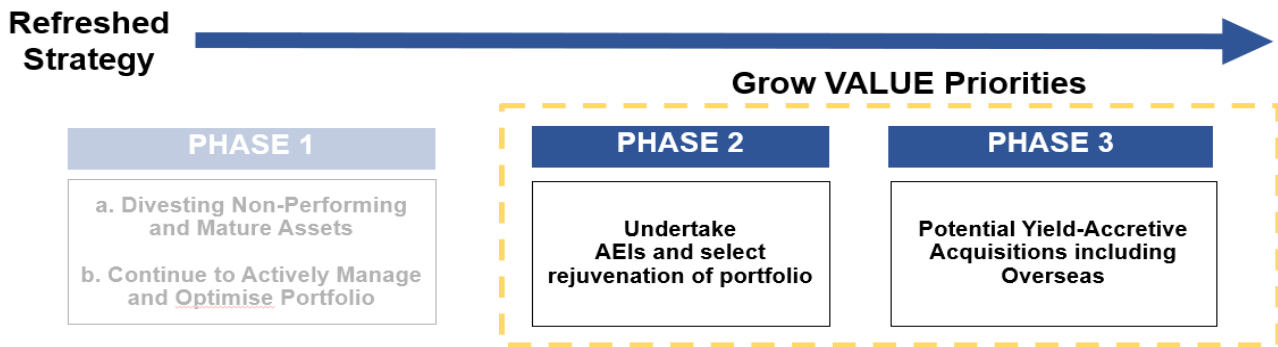 Refreshed
Strategy
Grow VALUE Priorities
PHASE 1
a. Divesting Non-Performing
and Mature Assets
b. Continue to Actively Manage
and Optimise Portfolio
PHASE 2
Undertake
AEIs and select
rejuvenation of portfolio
PHASE 3
Potential Yield-Accretive
Acquisitions including
Overseas